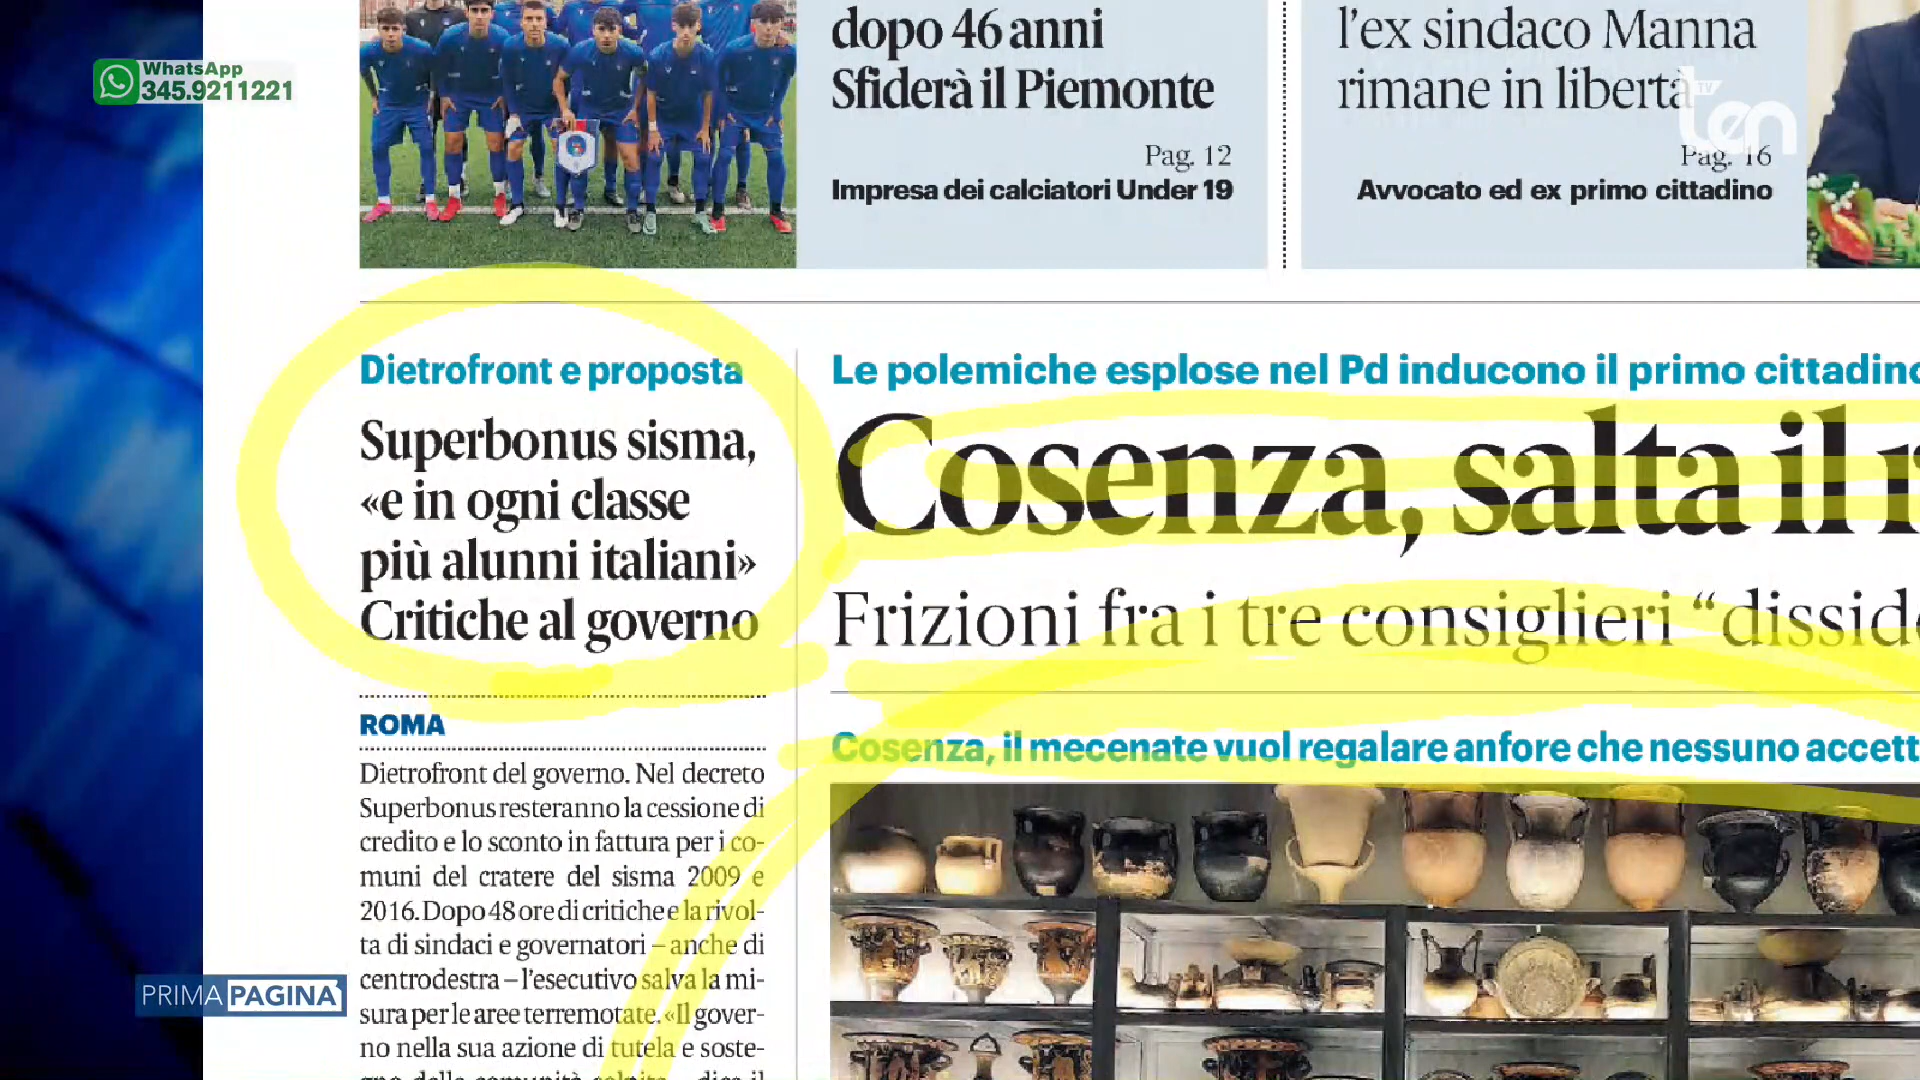 WhatsApp
345.9211221
dopo 46 anni
Sfiderà il Piemonte
Pag. 12
Impresa dei calciatori Under 19
l'ex sindaco Manna
rimane in libertà
Pag. 16
Avvocato ed ex primo cittadino
TV
ten
Dietrofront e proposta
Superbonus sisma,
«e in ogni classe
più alunni italiani»
Critiche al governo
ROMA
Dietrofront del governo. Nel decreto
Superbonus resteranno la cessione di
credito e lo sconto in fattura per i co-
muni del cratere del sisma 2009 e
2016. Dopo 48 ore di critiche e la rivol-
ta di sindaci e governatori – anche di
centrodestra – l'esecutivo salva la mi-
sura per le aree terremotate. «Il gover-
no nella sua azione di tutela e soste-
Le polemiche esplose nel Pd inducono il primo cittadino
Cosenza, salta il
Frizioni fra i tre consiglieri “disside
Cosenza, il mecenate vuol regalare anfore che nessuno accett
PRIMA PAGINA